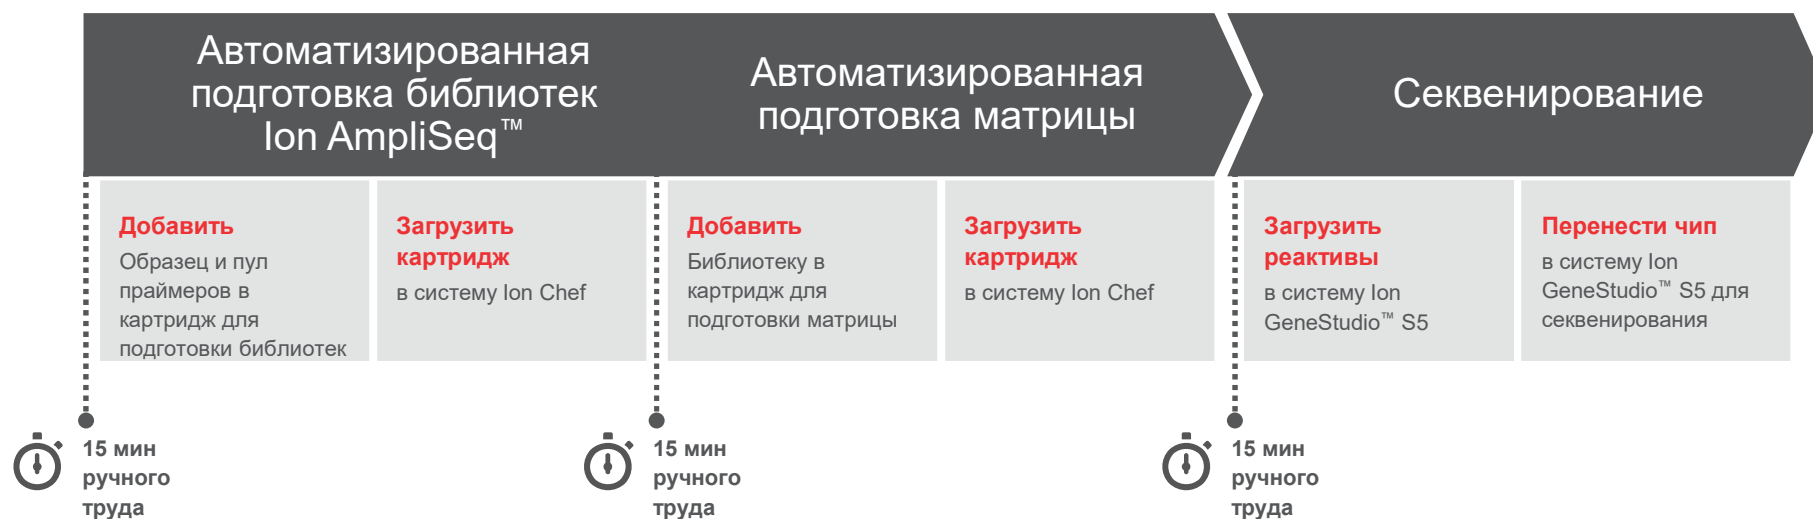 Автоматизированная
подготовка библиотек
Ion AmpliSeq™
Автоматизированная
подготовка матрицы
Секвенирование
Добавить
Образец и пул
праймеров в
картридж для
подготовки библиотек
Загрузить
картридж
в систему Ion Chef
Добавить
Библиотеку в
картридж для
подготовки матрицы
Загрузить
картридж
в систему Ion Chef
Загрузить
реактивы
в систему Ion
GeneStudio™ S5
Перенести чип
в систему Ion
GeneStudio™ S5 для
секвенирования
15 мин
ручного
труда
15 мин
ручного
труда
15 мин
ручного
труда